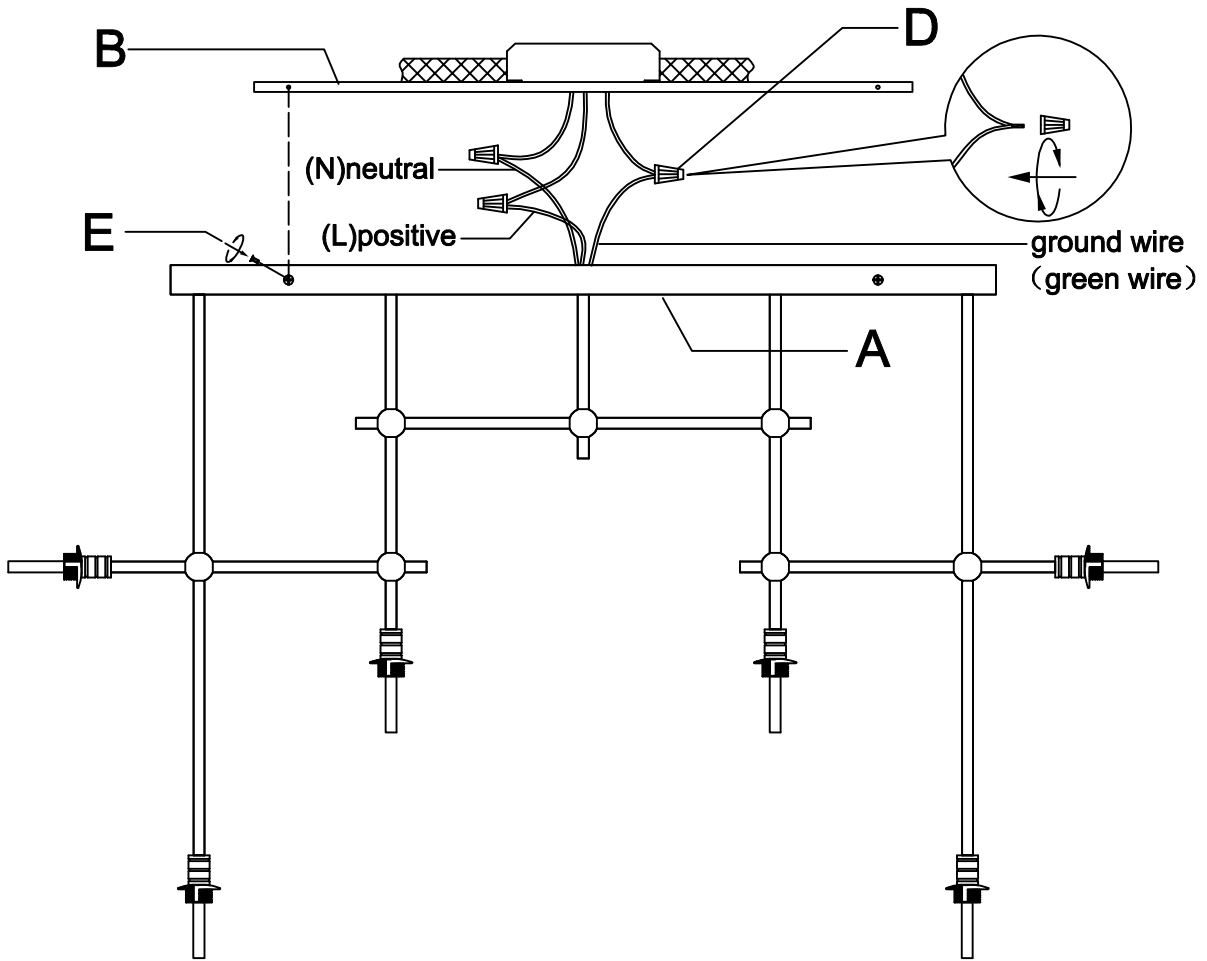 B
D
(N)neutral
E
(L)positive
ground wire
（green wire）
A